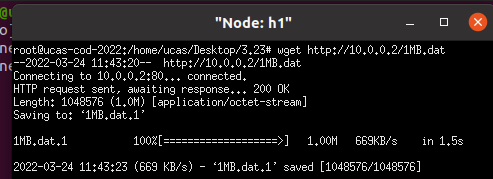 "Node: h1"
root@ucas-cod-2022:/home/ucas/Desktop/3.23# wget http://10.0.0.2/1MB.dat
--2022-03-24 11:43:20-- http://10.0.0.2/1MB.dat
Connecting to 10.0.0.2:80... connected.
HTTP request sent, awaiting response... 200 OK
Length: 1048576 (1.0M) [application/octet-stream]
Saving to: ‘1MB.dat.1’
1MB.dat.1 100%[===================>] 1.00M 669KB/s in 1.5s
2022-03-24 11:43:23 (669 KB/s) - ‘1MB.dat.1’ saved [1048576/1048576]